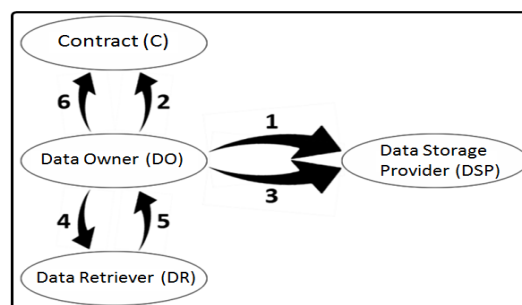 Contract (C)
6
2
1
Data Owner (DO)
Data Storage
Provider (DSP)
3
4
5
Data Retriever (DR)